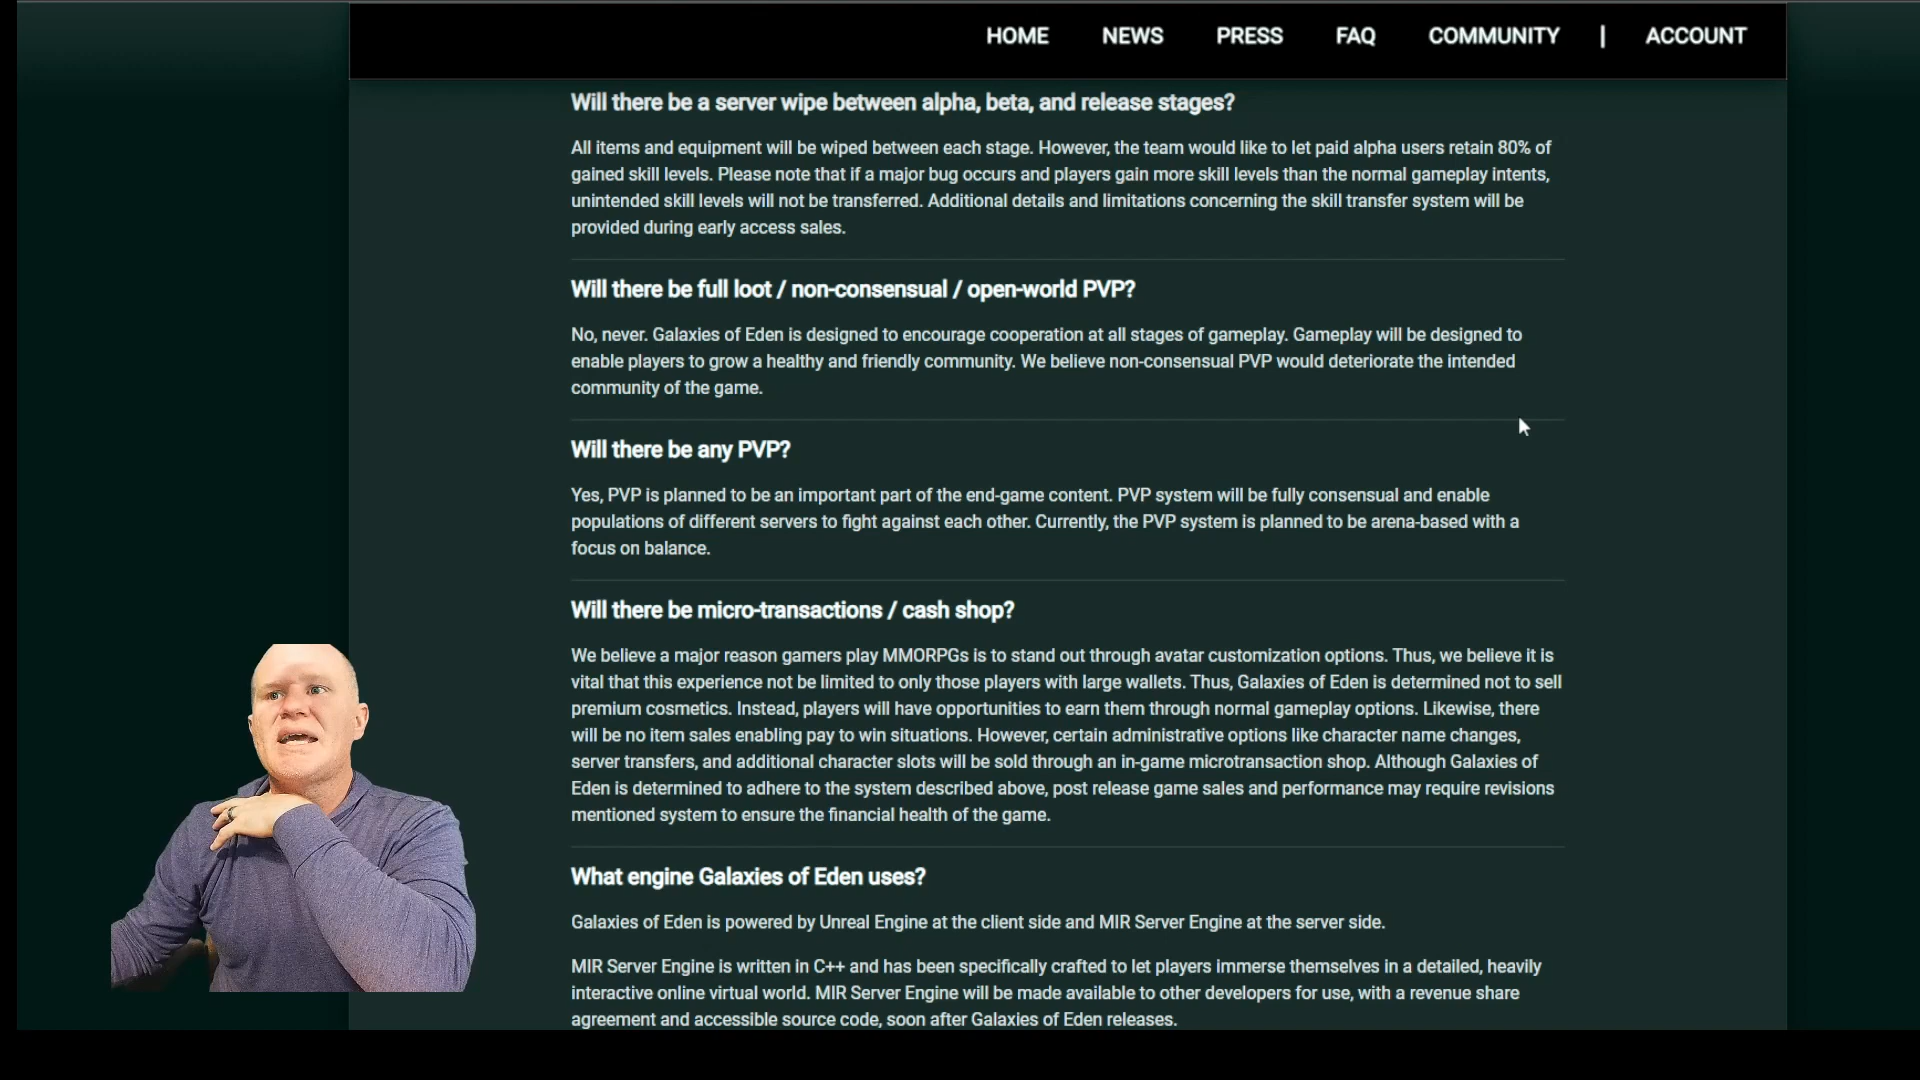 HOME NEWS PRESS FAQ COMMUNITY | ACCOUNT
Will there be a server wipe between alpha, beta, and release stages?
All items and equipment will be wiped between each stage. However, the team would like to let paid alpha users retain 80% of
gained skill levels. Please note that if a major bug occurs and players gain more skill levels than the normal gameplay intents,
unintended skill levels will not be transferred. Additional details and limitations concerning the skill transfer system will be
provided during early access sales.
Will there be full loot / non-consensual / open-world PVP?
No, never. Galaxies of Eden is designed to encourage cooperation at all stages of gameplay. Gameplay will be designed to
enable players to grow a healthy and friendly community. We believe non-consensual PVP would deteriorate the intended
community of the game.
Will there be any PVP?
Yes, PVP is planned to be an important part of the end-game content. PVP system will be fully consensual and enable
populations of different servers to fight against each other. Currently, the PVP system is planned to be arena-based with a
focus on balance.
Will there be micro-transactions / cash shop?
We believe a major reason gamers play MMORPGs is to stand out through avatar customization options. Thus, we believe it is
vital that this experience not be limited to only those players with large wallets. Thus, Galaxies of Eden is determined not to sell
premium cosmetics. Instead, players will have opportunities to earn them through normal gameplay options. Likewise, there
will be no item sales enabling pay to win situations. However, certain administrative options like character name changes,
server transfers, and additional character slots will be sold through an in-game microtransaction shop. Although Galaxies of
Eden is determined to adhere to the system described above, post release game sales and performance may require revisions
mentioned system to ensure the financial health of the game.
What engine Galaxies of Eden uses?
Galaxies of Eden is powered by Unreal Engine at the client side and MIR Server Engine at the server side.
MIR Server Engine is written in C++ and has been specifically crafted to let players immerse themselves in a detailed, heavily
interactive online virtual world. MIR Server Engine will be made available to other developers for use, with a revenue share
agreement and accessible source code, soon after Galaxies of Eden releases.